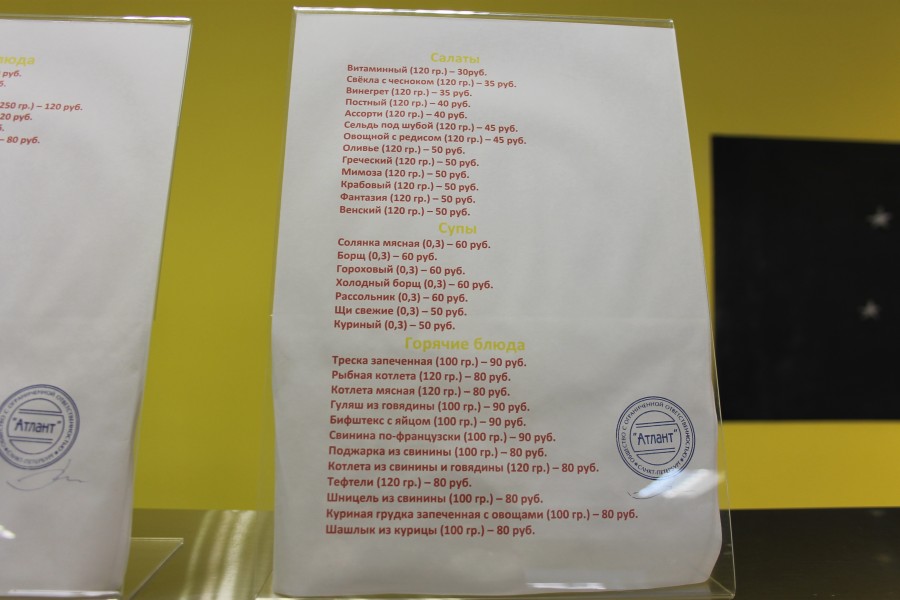 люда
руб.
250 гр.) – 120 руб.
20 руб.
– 80 руб.
"Атлант"
Салаты
Витаминный (120 гр.) – 30руб.
Свёкла с чесноком (120 гр.) – 35 руб.
Винегрет (120 гр.) – 35 руб.
Постный (120 гр.) – 40 руб.
Ассорти (120 гр.) – 40 руб.
Сельдь под шубой (120 гр.) – 45 руб.
Овощной с редисом (120 гр.) – 45 руб.
Оливье (120 гр.) – 50 руб.
Греческий (120 гр.) – 50 руб.
Мимоза (120 гр.) – 50 руб.
Крабовый (120 гр.) – 50 руб.
Фантазия (120 гр.) – 50 руб.
Венский (120 гр.) – 50 руб.
Супы
Солянка мясная (0,3) – 60 руб.
Борщ (0,3) – 60 руб.
Гороховый (0,3) – 60 руб.
Холодный борщ (0,3) – 60 руб.
Рассольник (0,3) – 60 руб.
Щи свежие (0,3) – 50 руб.
Куриный (0,3) – 50 руб.
Горячие блюда
Треска запеченная (100 гр.) – 90 руб.
Рыбная котлета (120 гр.) – 80 руб.
Котлета мясная (120 гр.) – 80 руб.
Гуляш из говядины (100 гр.) – 90 руб.
Бифштекс с яйцом (100 гр.) – 90 руб.
Свинина по-французски (100 гр.) – 90 руб.
Поджарка из свинины (100 гр.) – 80 руб.
Котлета из свинины и говядины (120 гр.) – 80 руб.
Тефтели (120 гр.) – 80 руб.
Шницель из свинины (100 гр.) – 80 руб.
Куриная грудка запеченная с овощами (100 гр.) – 80 руб.
Шашлык из курицы (100 гр.) – 80 руб.
ОБЩЕСТВО С ОГРАНИЧЕННОЙ ОТВЕТСТВЕННОСТЬЮ
"Атлант"